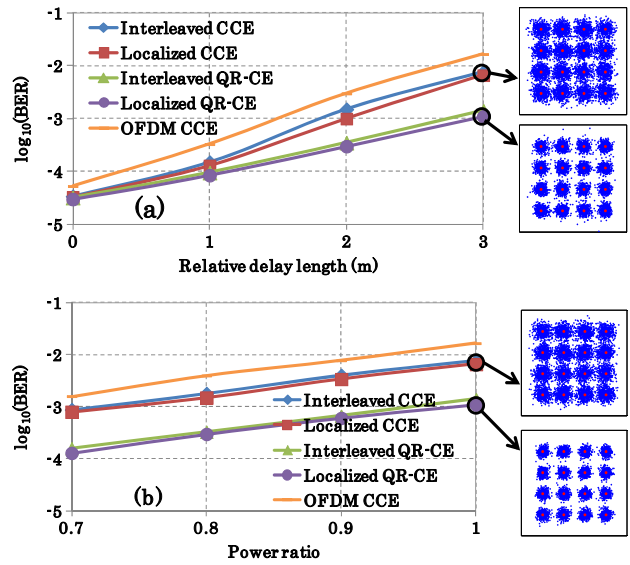 (a)
-1
-2
-3
-4
-5
log10(BER)
Interleaved CCE
Localized CCE
Interleaved QR-CE
Localized QR-CE
OFDM CCE
0 1 2 3
Relative delay length (m)
-1
-2
-3
-4
-5
log10(BER)
Interleaved CCE
Localized CCE
Interleaved QR-CE
Localized QR-CE
OFDM CCE
(b)
0.7 0.8 0.9 1
Power ratio